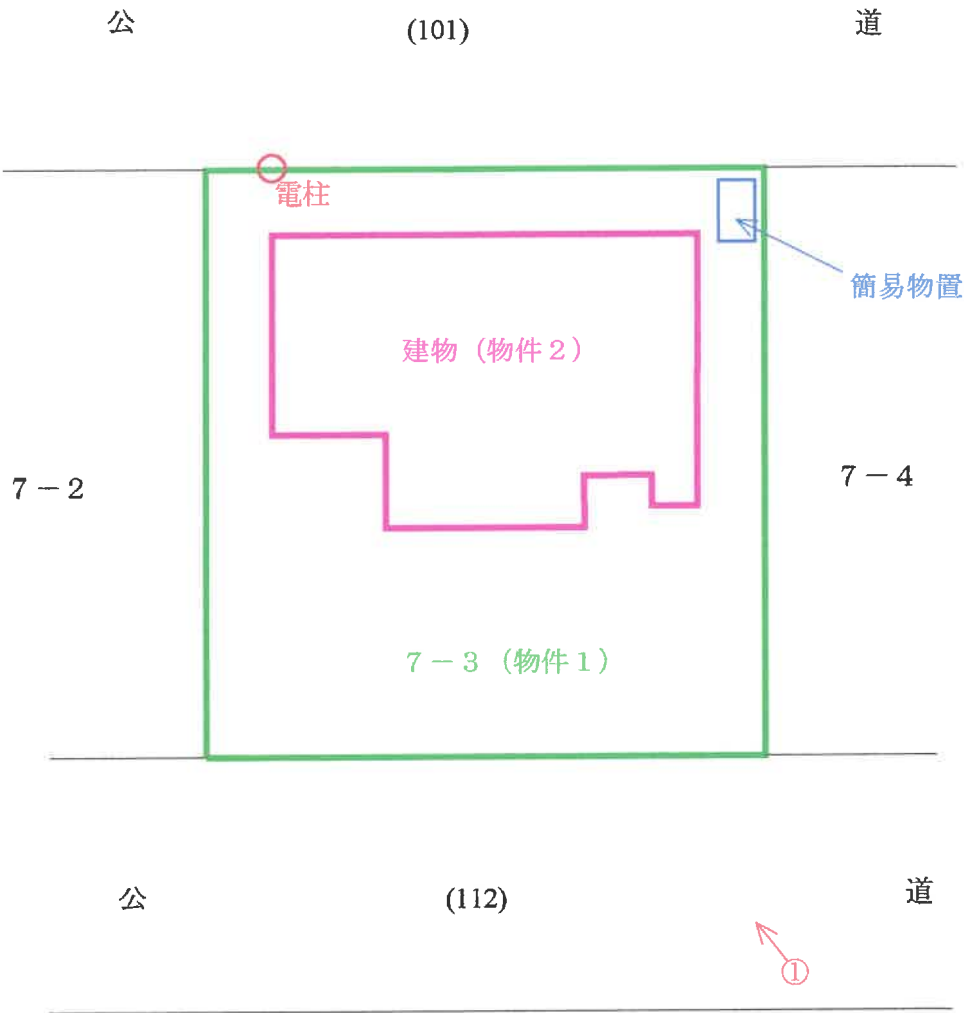 公 (101) 道
電柱
簡易物置
建物（物件２）
７－２
７－４
７－３（物件１）
公 (112) 道
①